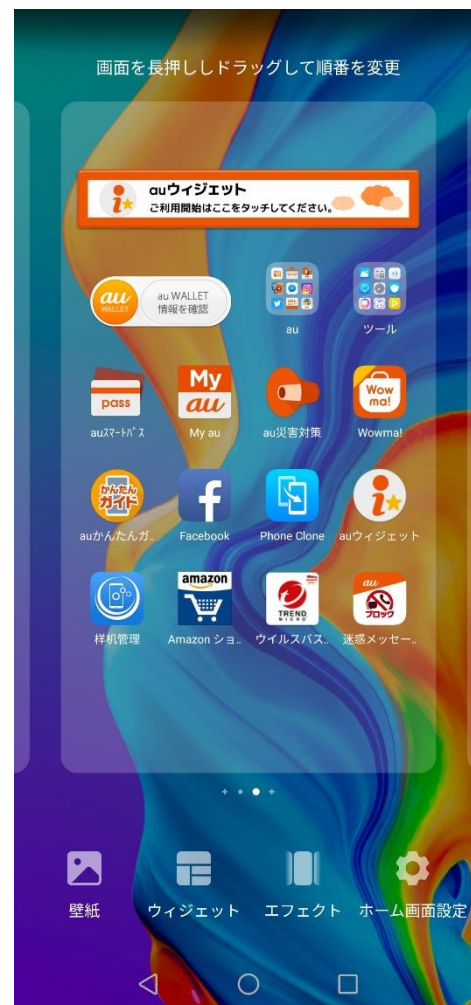 画面を長押ししドラッグして順番を変更
auウィジェット
ご利用開始はここをタッチしてください。
au
WALLET
au WALLET
情報を確認
au
ツール
pass
My
au
Wow
ma!
auスマートパス
My au
au災害対策
Wowma!
かんたん
ガイド
amazon
auかんたんガ..
Facebook
Phone Clone
auウィジェット
TREND
MICRO
au
ブロック
样机管理
Amazon ショ..
ウイルスバス..
迷惑メッセー..
壁紙
ウィジェット
エフェクト
ホーム画面設定